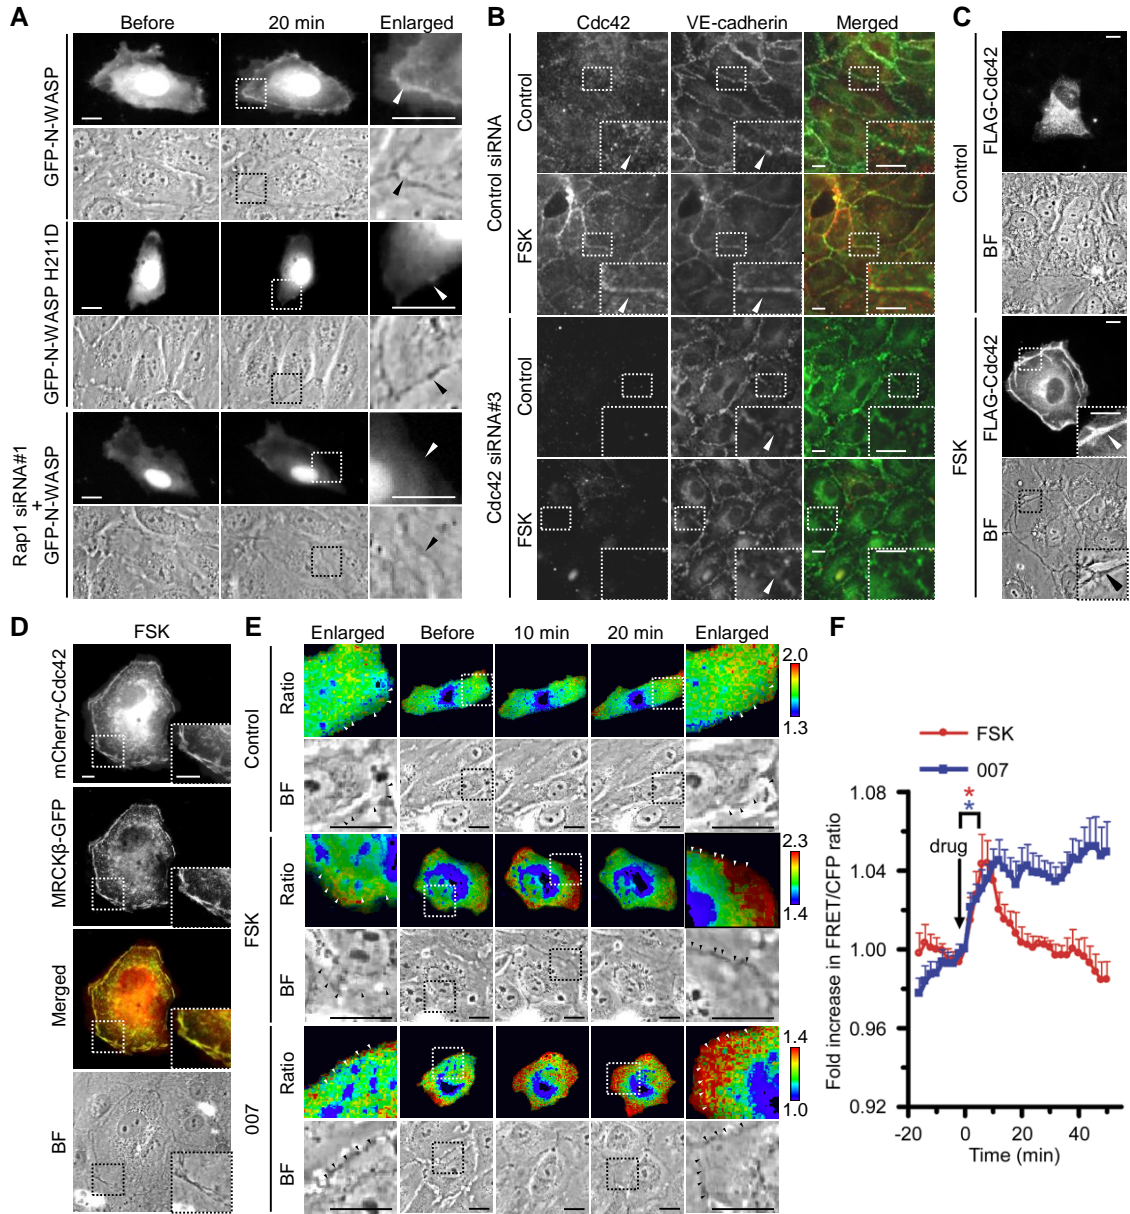 A
Before
20 min
Enlarged
GFP-N-WASP
GFP-N-WASP H211D
Rap1 siRNA#1
+
GFP-N-WASP
B
Cdc42
VE-cadherin
Merged
Control siRNA
Control
FSK
Cdc42 siRNA#3
Control
FSK
C
Control
FLAG-Cdc42
BF
FSK
FLAG-Cdc42
BF
D
FSK
mCherry-Cdc42
MRCKβ-GFP
Merged
BF
E
Enlarged
Before
10 min
20 min
Enlarged
Control
Ratio
BF
2.0
1.3
FSK
Ratio
BF
2.3
1.4
007
Ratio
BF
1.4
1.0
F
FSK
007
*
*
drug
Fold increase in FRET/CFP ratio
1.08
1.04
1.00
0.96
0.92
-20
0
20
40
Time (min)